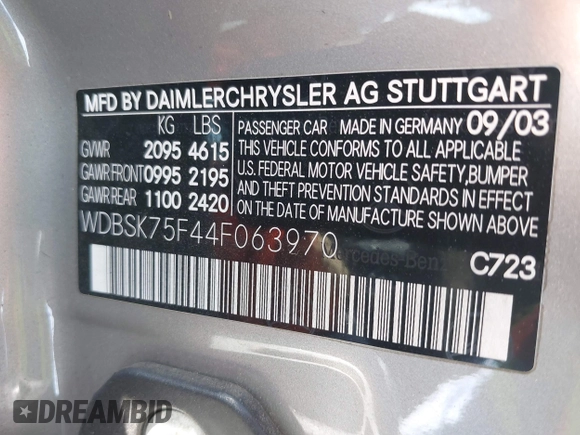 MFD BY DAIMLERCHRYSLER AG STUTTGART
KG LBS
GVWR 2095 4615
GAWR FRONT 0995 2195
GAWR REAR 1100 2420
PASSENGER CAR MADE IN GERMANY 09/03
THIS VEHICLE CONFORMS TO ALL APPLICABLE
U.S. FEDERAL MOTOR VEHICLE SAFETY, BUMPER
AND THEFT PREVENTION STANDARDS IN EFFECT
ON THE DATE OF MANUFACTURE SHOWN ABOVE.
WDBSK75F44F063970
Mercedes-Benz
C723
DREAMBID